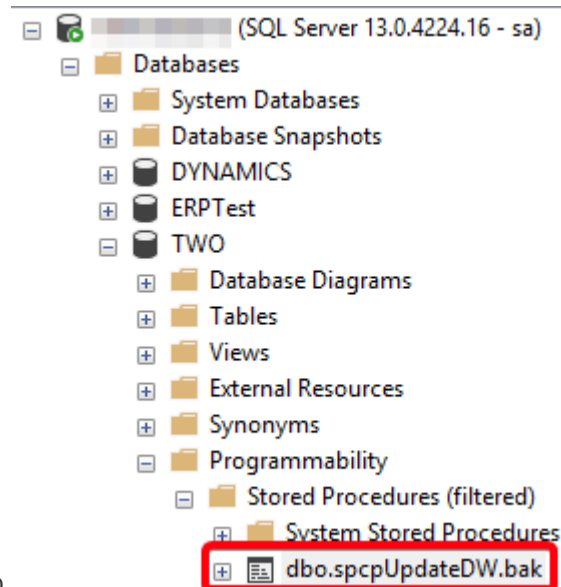 (SQL Server 13.0.4224.16 - sa)
Databases
System Databases
Database Snapshots
DYNAMICS
ERPTest
TWO
Database Diagrams
Tables
Views
External Resources
Synonyms
Programmability
Stored Procedures (filtered)
System Stored Procedures
dbo.spcpUpdateDW.bak